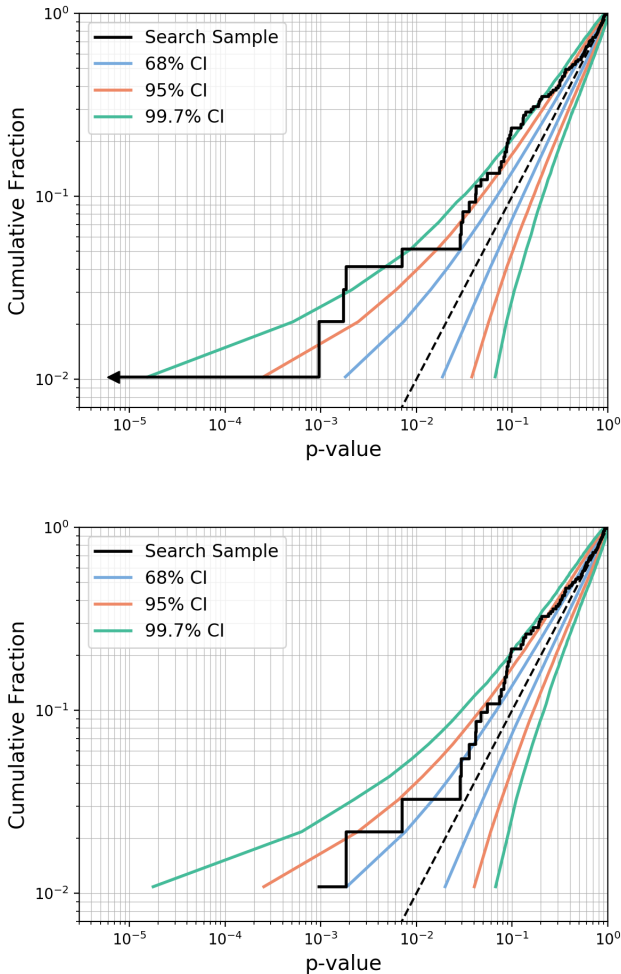 10⁰
Search Sample
68% CI
95% CI
99.7% CI
10⁻¹
10⁻²
Cumulative Fraction
10⁻⁵ 10⁻⁴ 10⁻³ 10⁻² 10⁻¹ 10⁰
p-value
10⁰
Search Sample
68% CI
95% CI
99.7% CI
10⁻¹
10⁻²
Cumulative Fraction
10⁻⁵ 10⁻⁴ 10⁻³ 10⁻² 10⁻¹ 10⁰
p-value